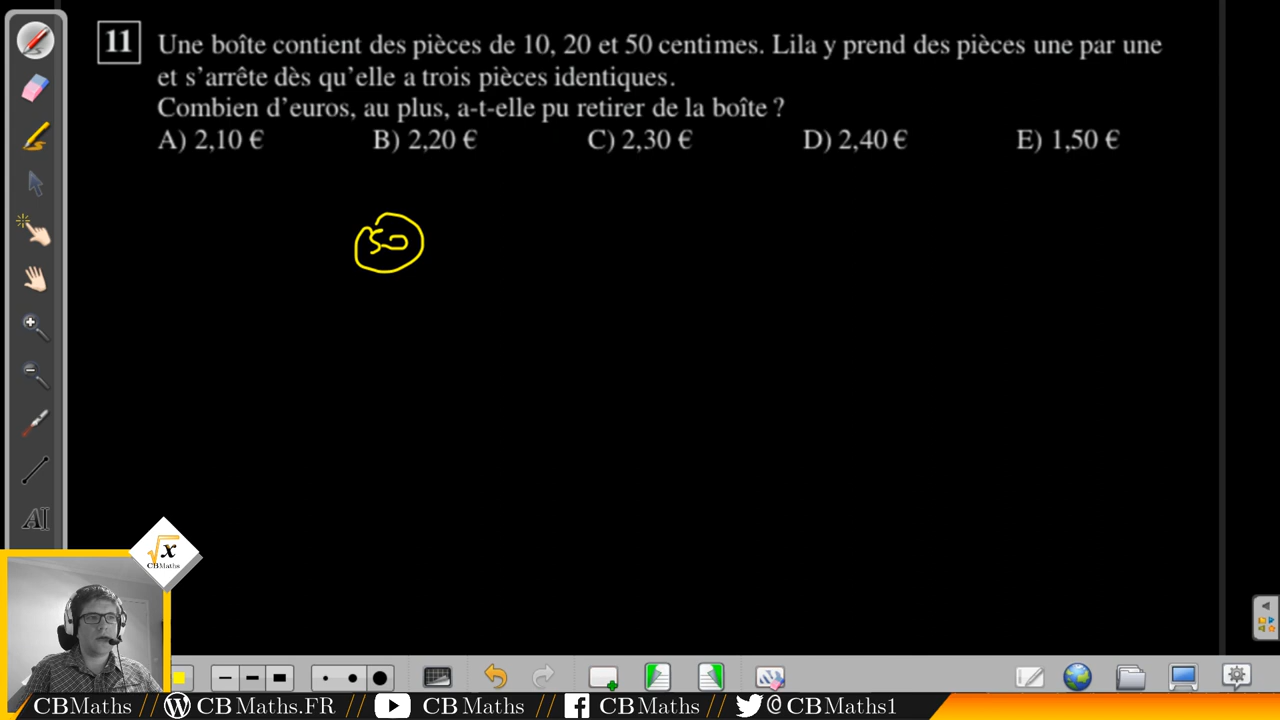 11 Une boîte contient des pièces de 10, 20 et 50 centimes. Lila y prend des pièces une par une
et s'arrête dès qu'elle a trois pièces identiques.
Combien d'euros, au plus, a-t-elle pu retirer de la boîte ?
A) 2,10 € B) 2,20 € C) 2,30 € D) 2,40 € E) 1,50 €
50
AI
√x
CBMaths
CBMaths // CBMaths.FR // CBMaths // CBMaths // @CBMaths1